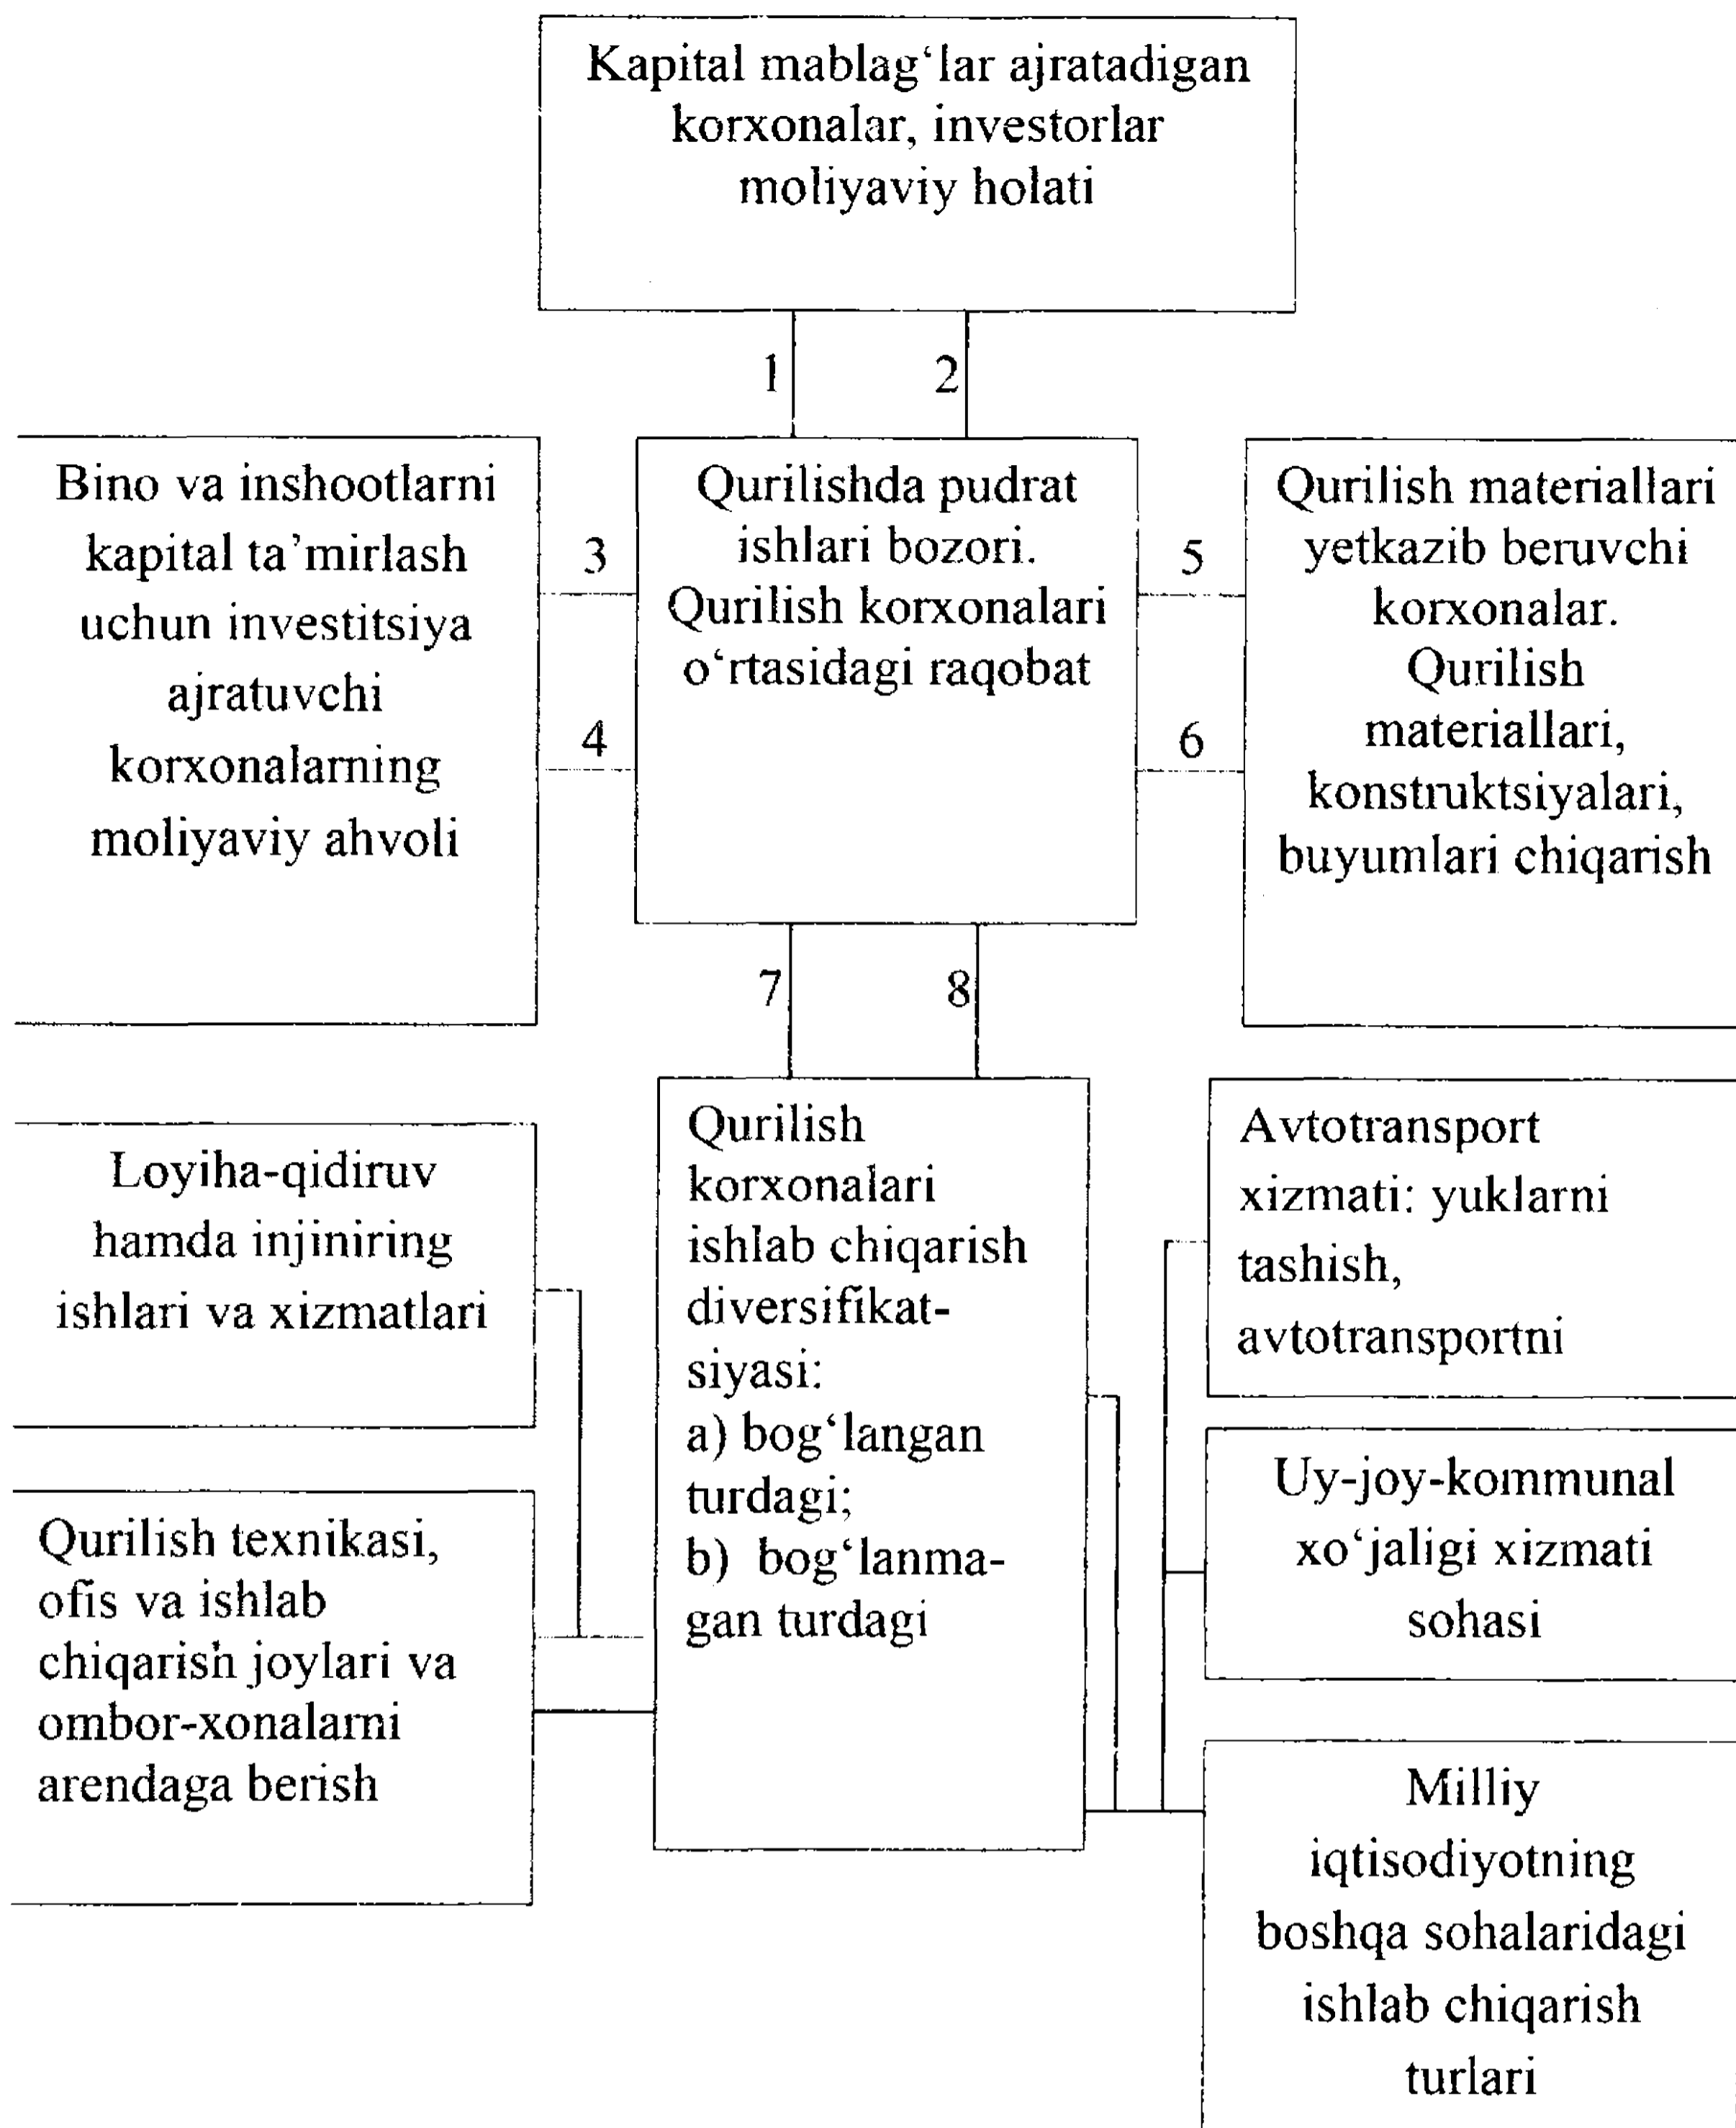 Kapital mablag‘lar ajratadigan
korxonalar, investorlar
moliyaviy holati
1
2
Bino va inshootlarni
kapital ta’mirlash
uchun investitsiya
ajratuvchi
korxonalarning
moliyaviy ahvoli
3
4
Qurilishda pudrat
ishlari bozori.
Qurilish korxonalari
o‘rtasidagi raqobat
5
6
Qurilish materiallari
yetkazib beruvchi
korxonalar.
Qurilish
materiallari,
konstruktsiyalari,
buyumlari chiqarish
7
8
Loyiha-qidiruv
hamda injiniring
ishlari va xizmatlari
Qurilish texnikasi,
ofis va ishlab
chiqarish joylari va
ombor-xonalarni
arendaga berish
Qurilish
korxonalari
ishlab chiqarish
diversifikat-
siyasi:
a) bog‘langan
turdagi;
b) bog‘lanma-
gan turdagi
Avtotransport
xizmati: yuklarni
tashish,
avtotransportni
Uy-joy-kommunal
xo‘jaligi xizmati
sohasi
Milliy
iqtisodiyotning
boshqa sohalaridagi
ishlab chiqarish
turlari